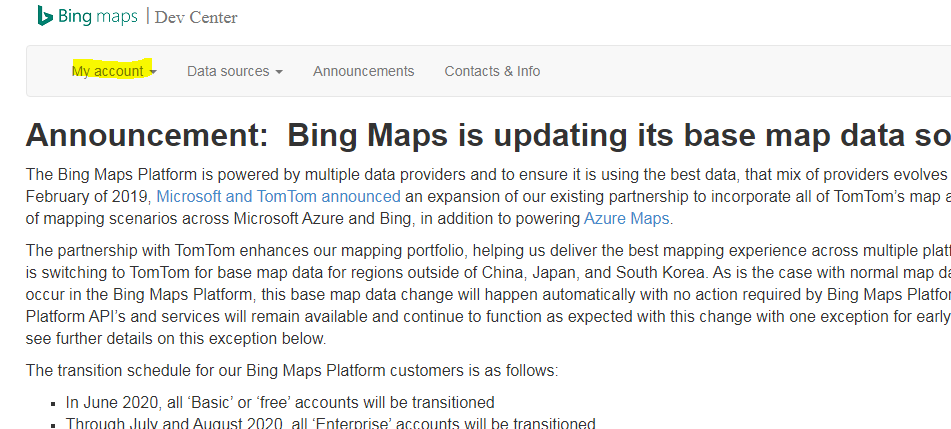 Bing maps | Dev Center
My account Data sources Announcements Contacts & Info
Announcement: Bing Maps is updating its base map data so
The Bing Maps Platform is powered by multiple data providers and to ensure it is using the best data, that mix of providers evolves
February of 2019, Microsoft and TomTom announced an expansion of our existing partnership to incorporate all of TomTom's map a
of mapping scenarios across Microsoft Azure and Bing, in addition to powering Azure Maps.
The partnership with TomTom enhances our mapping portfolio, helping us deliver the best mapping experience across multiple platf
is switching to TomTom for base map data for regions outside of China, Japan, and South Korea. As is the case with normal map da
occur in the Bing Maps Platform, this base map data change will happen automatically with no action required by Bing Maps Platfor
Platform API's and services will remain available and continue to function as expected with this change with one exception for early
see further details on this exception below.
The transition schedule for our Bing Maps Platform customers is as follows:
▪ In June 2020, all 'Basic' or 'free' accounts will be transitioned
▪ Through July and August 2020, all 'Enterprise' accounts will be transitioned